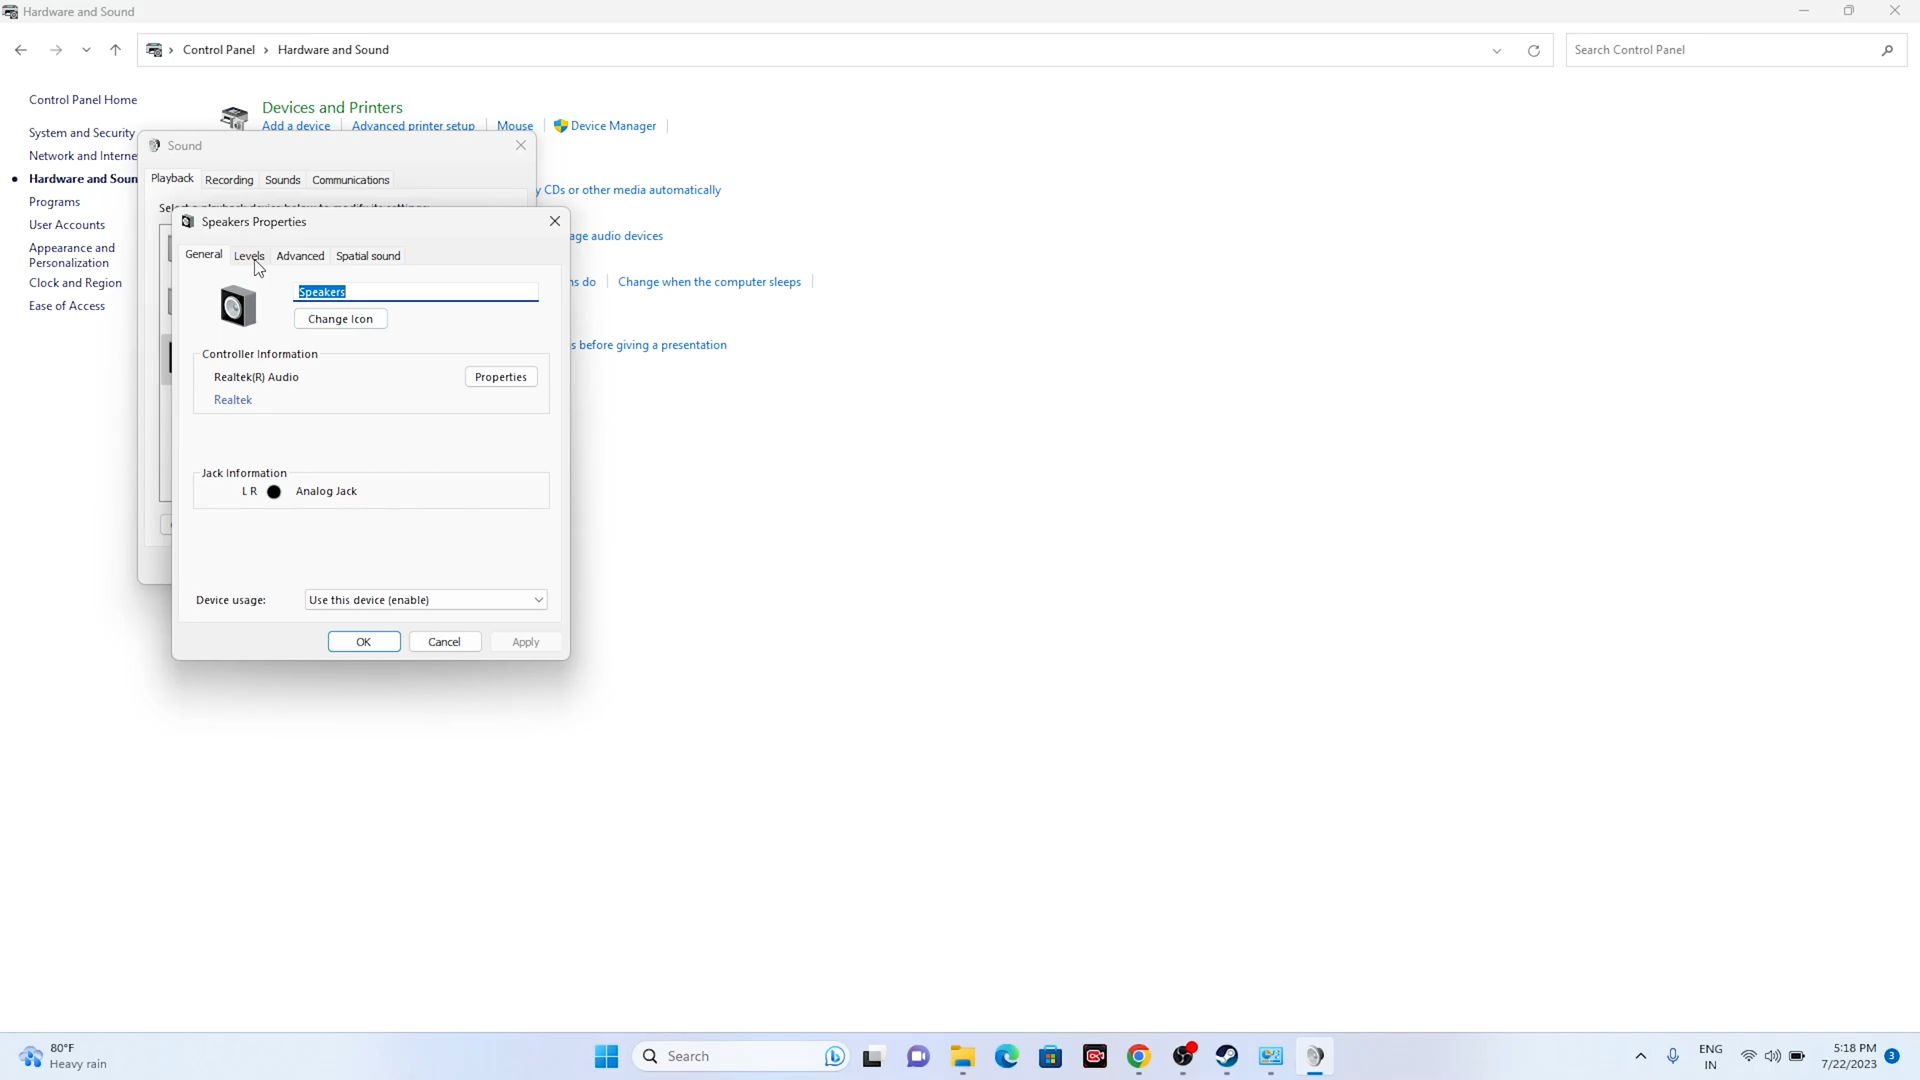 Hardware and Sound
Control Panel > Hardware and Sound
Search Control Panel
Control Panel Home
System and Security
Network and Interne
Hardware and Soun
Programs
User Accounts
Appearance and
Personalization
Clock and Region
Ease of Access
Devices and Printers
Add a device
Advanced printer setup
Mouse
Device Manager
CDs or other media automatically
age audio devices
ns do
Change when the computer sleeps
s before giving a presentation
Sound
Playback
Recording
Sounds
Communications
Speakers Properties
General
Levels
Advanced
Spatial sound
Speakers
Change Icon
Controller Information
Realtek(R) Audio
Properties
Realtek
Jack Information
L R
Analog Jack
Device usage:
Use this device (enable)
OK
Cancel
Apply
80°F
Heavy rain
Search
ENG
IN
5:18 PM
7/22/2023
3